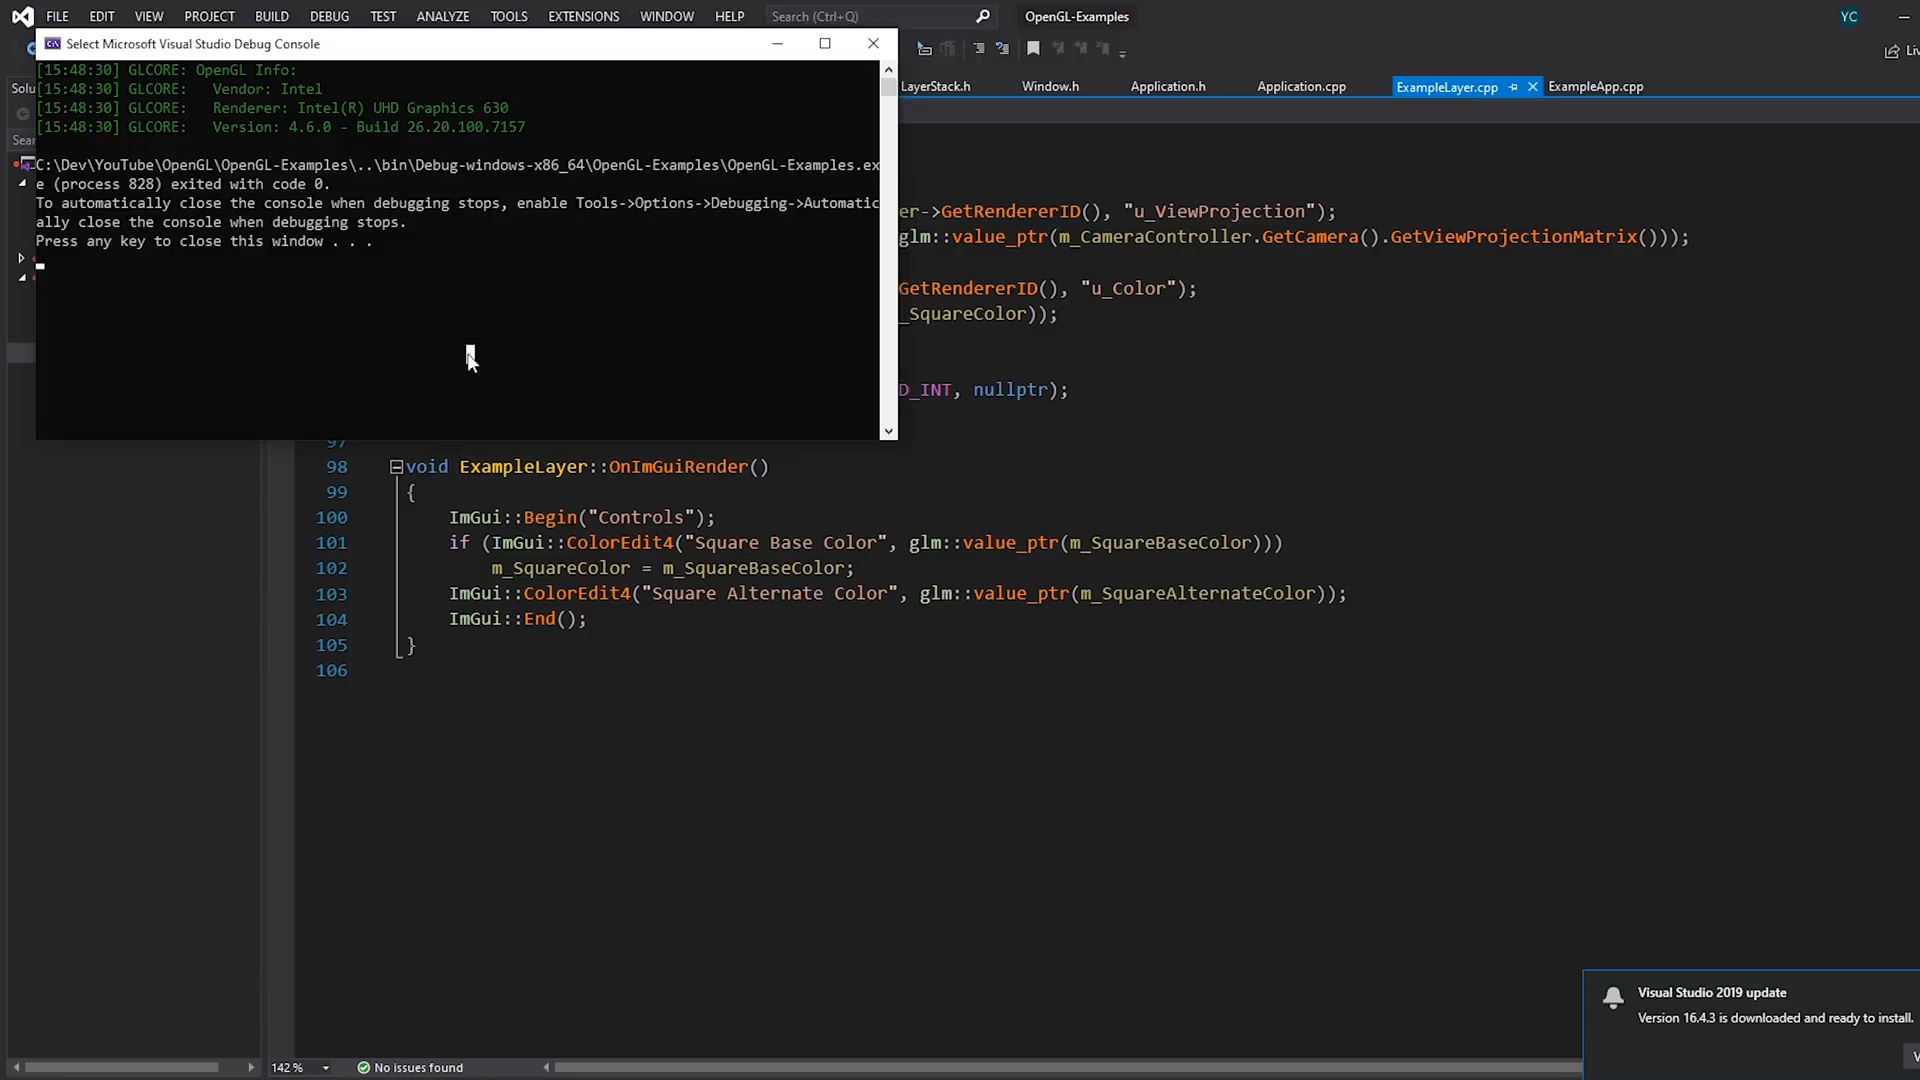 FILE EDIT VIEW PROJECT BUILD DEBUG TEST ANALYZE TOOLS EXTENSIONS WINDOW HELP Search (Ctrl+Q) OpenGL-Examples YC
Select Microsoft Visual Studio Debug Console
[15:48:30] GLCORE: OpenGL Info:
[15:48:30] GLCORE:   Vendor: Intel
[15:48:30] GLCORE:   Renderer: Intel(R) UHD Graphics 630
[15:48:30] GLCORE:   Version: 4.6.0 - Build 26.20.100.7157
C:\Dev\YouTube\OpenGL\OpenGL-Examples\..\bin\Debug-windows-x86_64\OpenGL-Examples\OpenGL-Examples.ex
e (process 828) exited with code 0.
To automatically close the console when debugging stops, enable Tools->Options->Debugging->Automatic
ally close the console when debugging stops.
Press any key to close this window . . .
Liv
Solu
Sear
LayerStack.h Window.h Application.h Application.cpp ExampleLayer.cpp ExampleApp.cpp
er->GetRendererID(), "u_ViewProjection");
glm::value_ptr(m_CameraController.GetCamera().GetViewProjectionMatrix()));
GetRendererID(), "u_Color");
_SquareColor));
D_INT, nullptr);
97
98 void ExampleLayer::OnImGuiRender()
99 {
100 ImGui::Begin("Controls");
101 if (ImGui::ColorEdit4("Square Base Color", glm::value_ptr(m_SquareBaseColor)))
102 m_SquareColor = m_SquareBaseColor;
103 ImGui::ColorEdit4("Square Alternate Color", glm::value_ptr(m_SquareAlternateColor));
104 ImGui::End();
105 }
106
Visual Studio 2019 update
Version 16.4.3 is downloaded and ready to install.
V
142 % No issues found